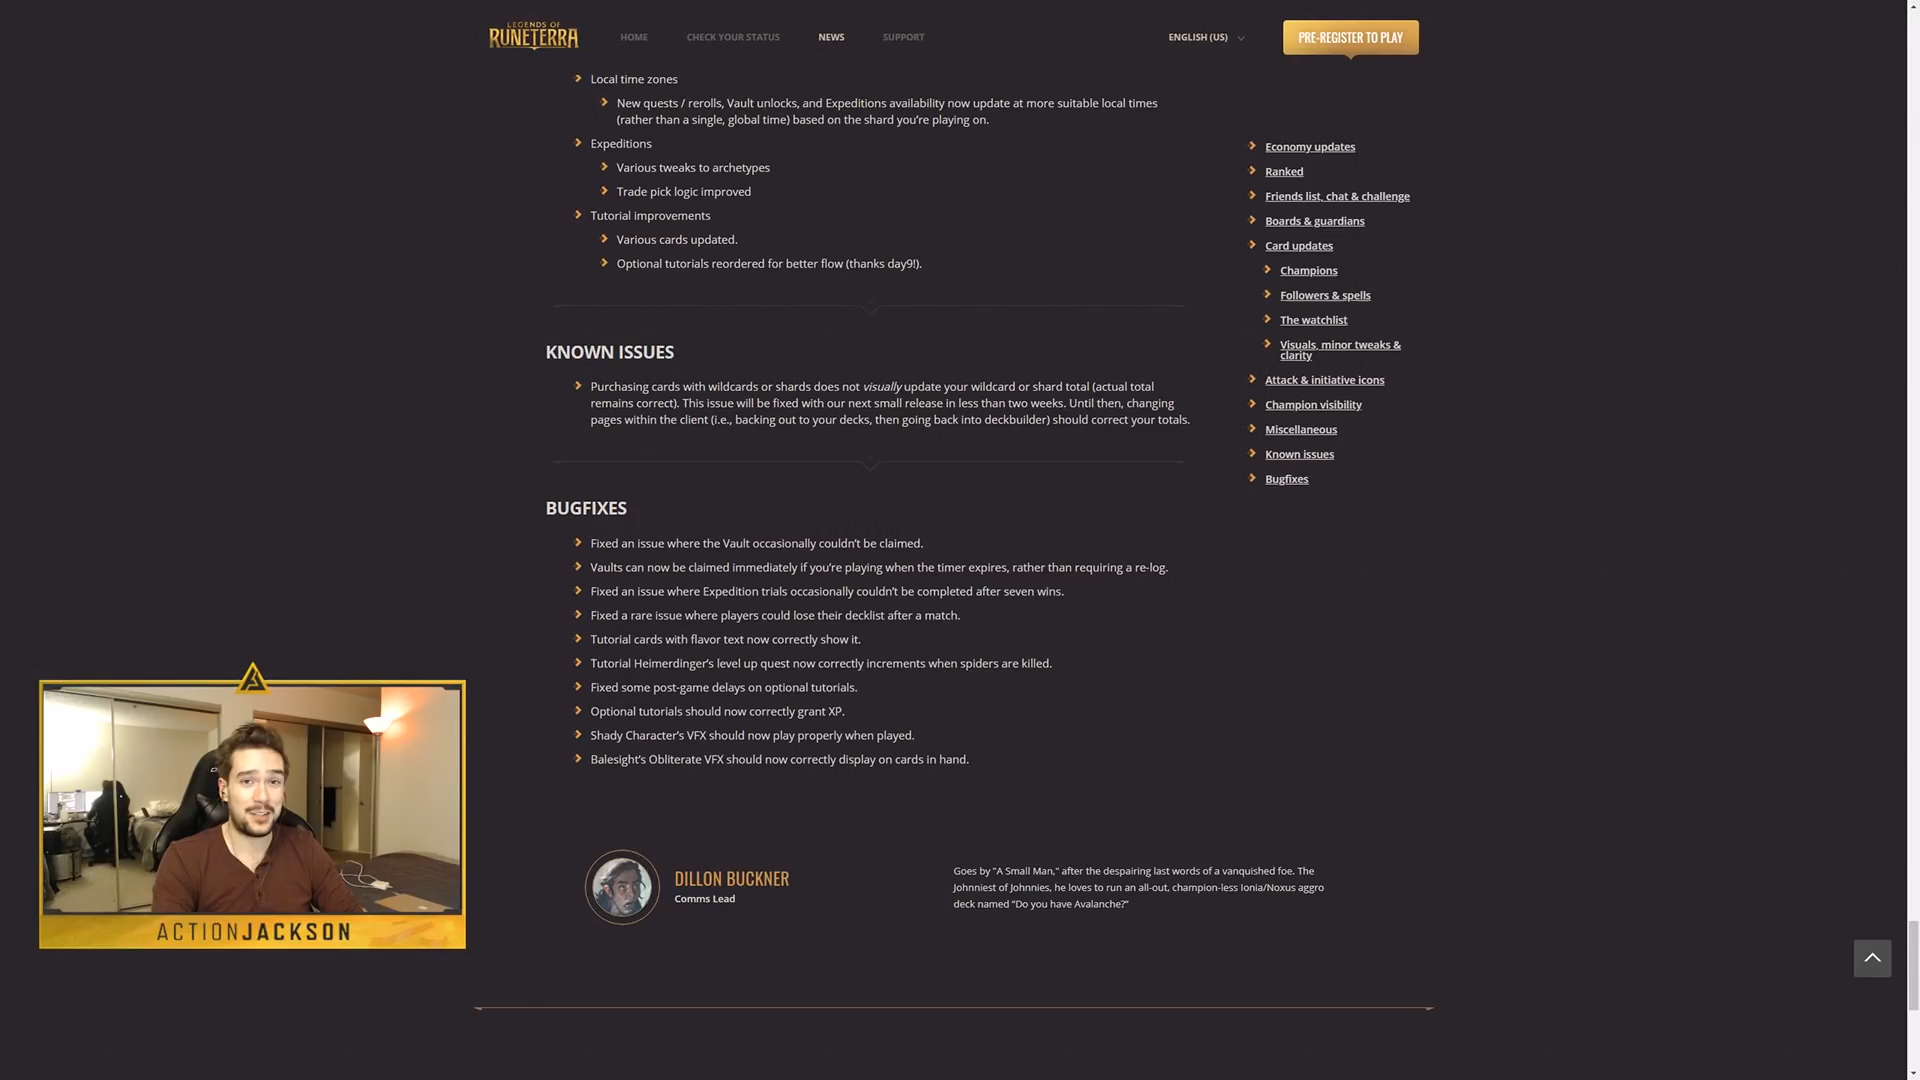 LEGENDS OF
RUNETERRA
HOME
CHECK YOUR STATUS
NEWS
SUPPORT
ENGLISH (US)
PRE-REGISTER TO PLAY
Local time zones
New quests / rerolls, Vault unlocks, and Expeditions availability now update at more suitable local times
(rather than a single, global time) based on the shard you’re playing on.
Expeditions
Various tweaks to archetypes
Trade pick logic improved
Tutorial improvements
Various cards updated.
Optional tutorials reordered for better flow (thanks day9!).
KNOWN ISSUES
Purchasing cards with wildcards or shards does not visually update your wildcard or shard total (actual total
remains correct). This issue will be fixed with our next small release in less than two weeks. Until then, changing
pages within the client (i.e., backing out to your decks, then going back into deckbuilder) should correct your totals.
BUGFIXES
Fixed an issue where the Vault occasionally couldn’t be claimed.
Vaults can now be claimed immediately if you’re playing when the timer expires, rather than requiring a re-log.
Fixed an issue where Expedition trials occasionally couldn’t be completed after seven wins.
Fixed a rare issue where players could lose their decklist after a match.
Tutorial cards with flavor text now correctly show it.
Tutorial Heimerdinger’s level up quest now correctly increments when spiders are killed.
Fixed some post-game delays on optional tutorials.
Optional tutorials should now correctly grant XP.
Shady Character’s VFX should now play properly when played.
Balesight’s Obliterate VFX should now correctly display on cards in hand.
Economy updates
Ranked
Friends list, chat & challenge
Boards & guardians
Card updates
Champions
Followers & spells
The watchlist
Visuals, minor tweaks &
clarity
Attack & initiative icons
Champion visibility
Miscellaneous
Known issues
Bugfixes
DILLON BUCKNER
Comms Lead
Goes by "A Small Man," after the despairing last words of a vanquished foe. The
Johnniest of Johnnies, he loves to run an all-out, champion-less Ionia/Noxus aggro
deck named “Do you have Avalanche?”
ACTIONJACKSON